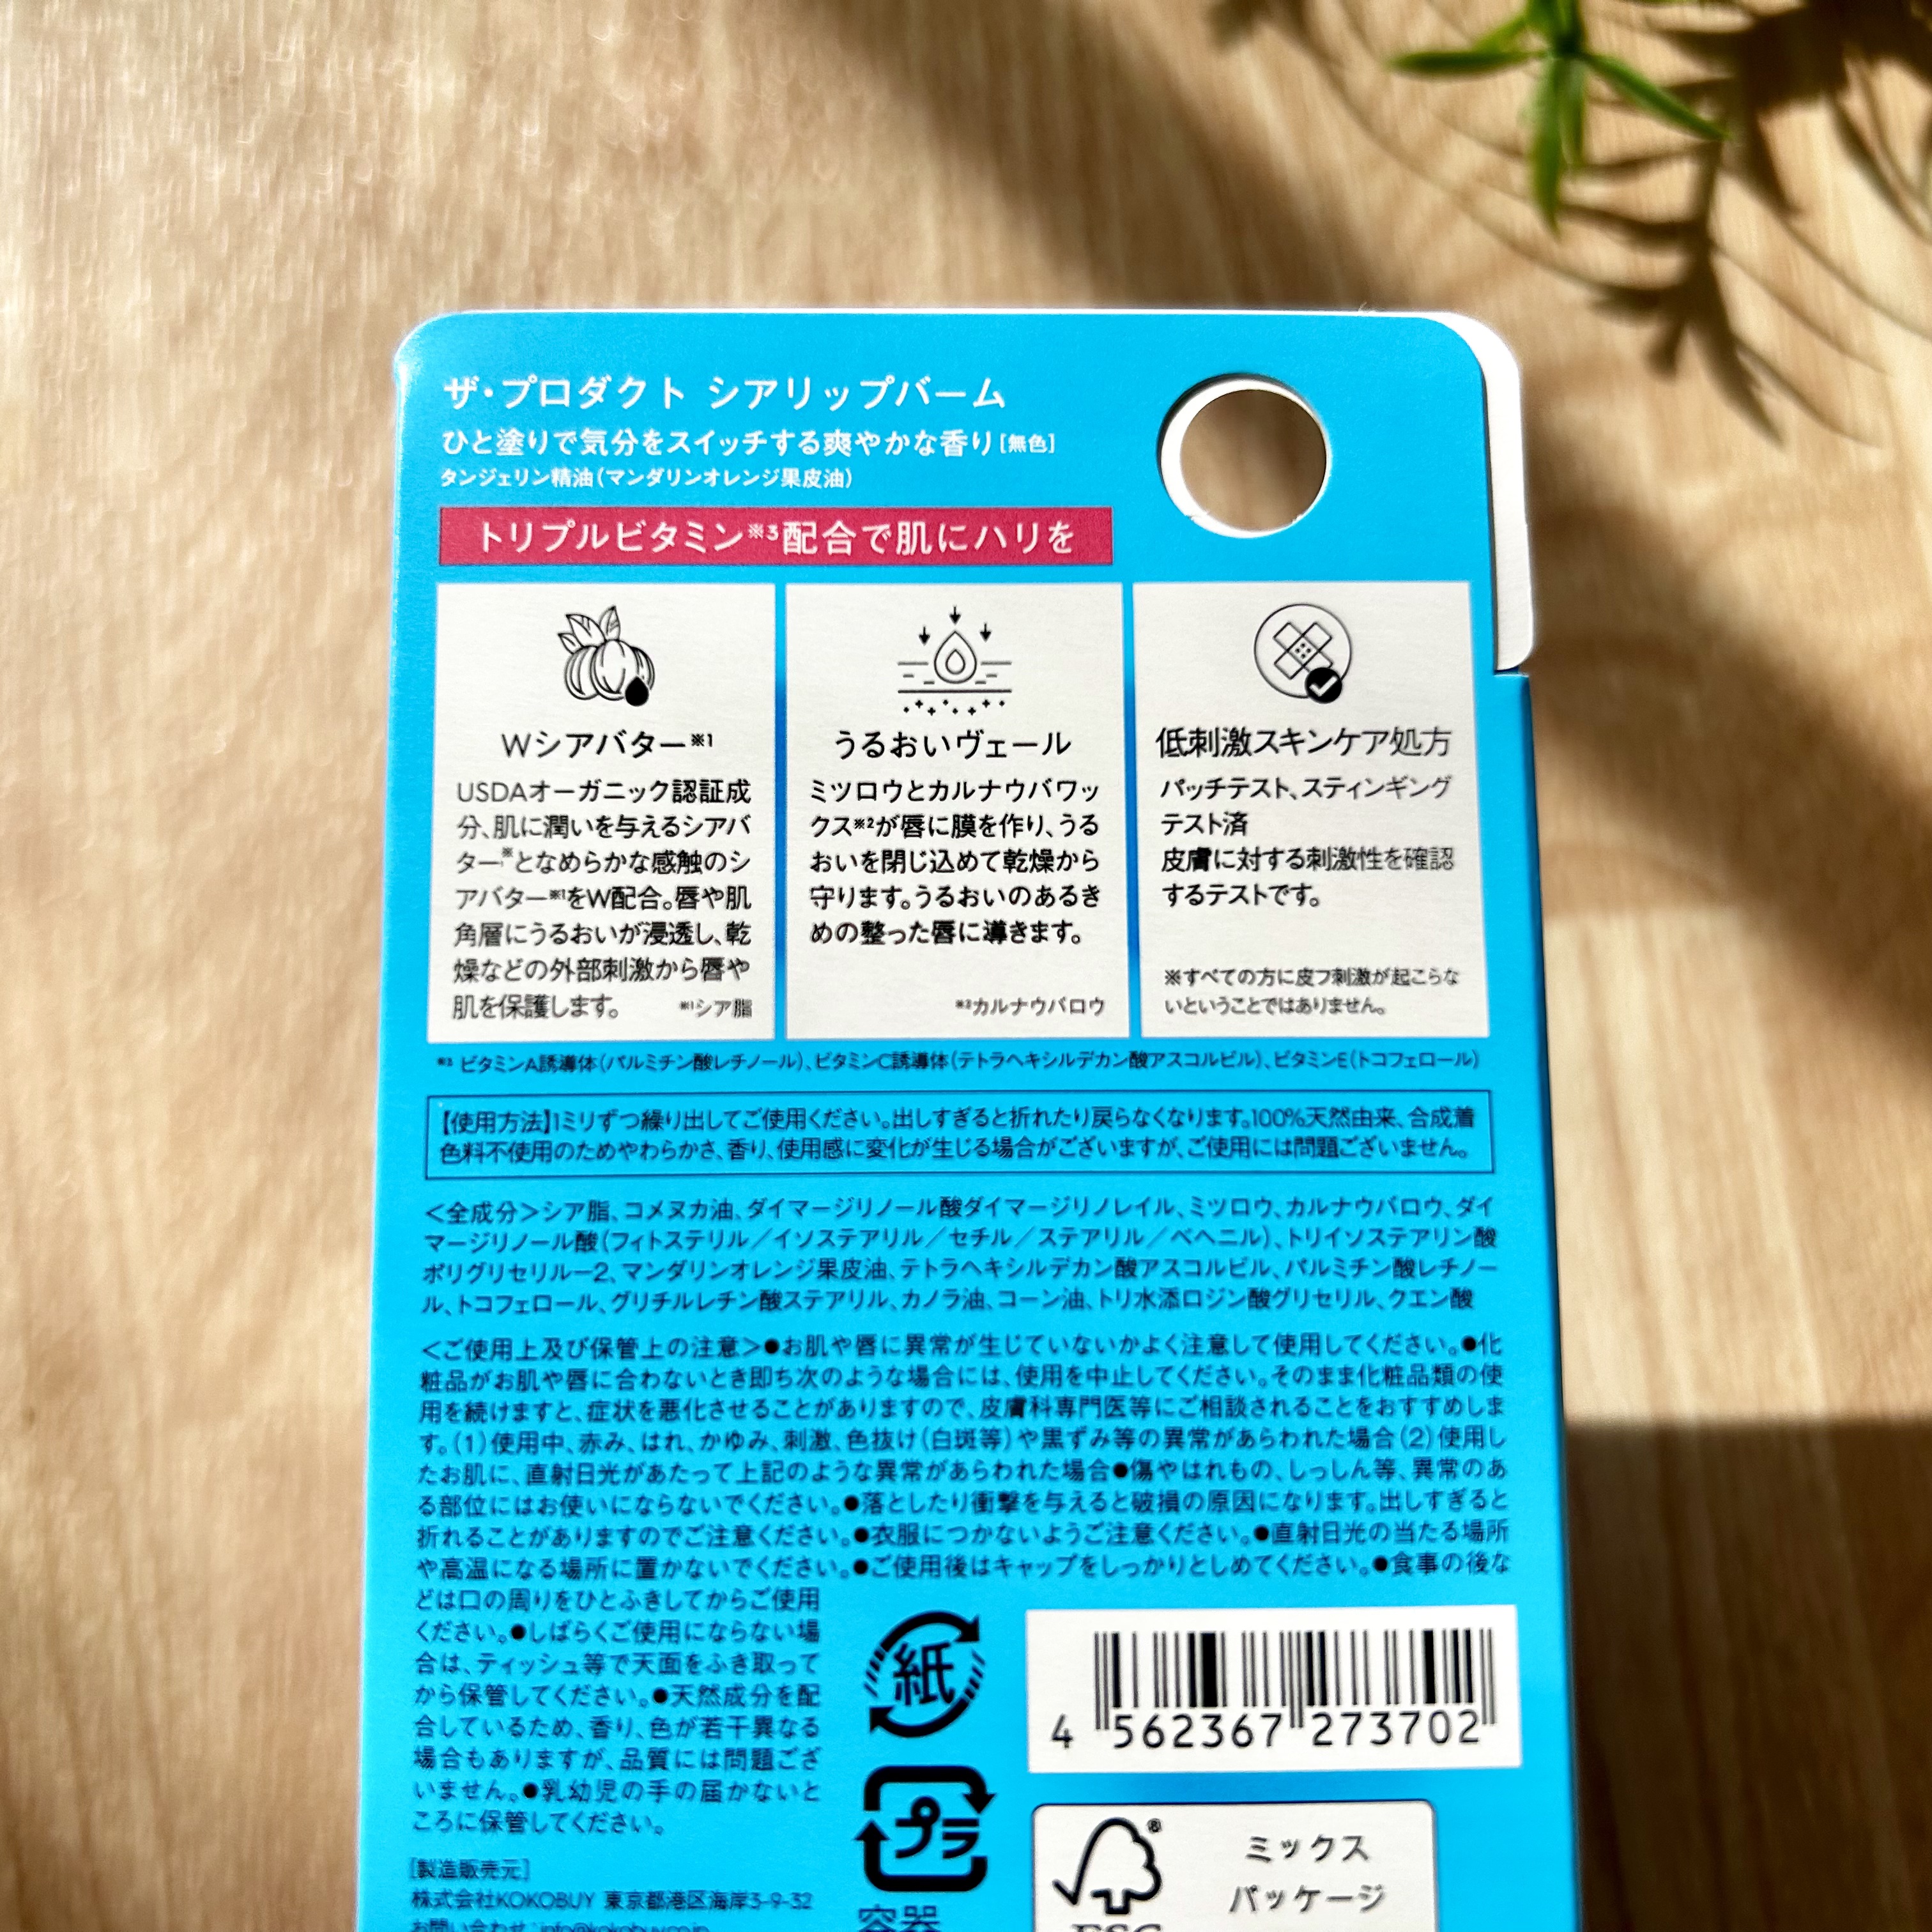 ザ・プロダクト シアリップバーム
ひと塗りで気分をスイッチする爽やかな香り[無色]
タンジェリン精油(マンダリンオレンジ果皮油)
トリプルビタミン※3配合で肌にハリを
Wシアバター※1
USDAオーガニック認証成
分、肌に潤いを与えるシアバ
ター※1となめらかな感触のシ
アバター※1をW配合。唇や肌
角層にうるおいが浸透し、乾
燥などの外部刺激から唇や
肌を保護します。 ※1シア脂
うるおいヴェール
ミツロウとカルナウバワッ
クス※2が唇に膜を作り、うる
おいを閉じ込めて乾燥から
守ります。うるおいのあるき
めの整った唇に導きます。
※2カルナウバロウ
低刺激スキンケア処方
パッチテスト、スティンギング
テスト済
皮膚に対する刺激性を確認
するテストです。
※すべての方に皮フ刺激が起こらな
いということではありません。
※3 ビタミンA誘導体(パルミチン酸レチノール)、ビタミンC誘導体(テトラヘキシルデカン酸アスコルビル)、ビタミンE(トコフェロール)
【使用方法】1ミリずつ繰り出してご使用ください。出しすぎると折れたり戻らなくなります。100%天然由来、合成着
色料不使用のためやわらかさ、香り、使用感に変化が生じる場合がございますが、ご使用には問題ございません。
＜全成分＞シア脂、コメヌカ油、ダイマージリノール酸ダイマージリノレイル、ミツロウ、カルナウバロウ、ダイ
マージリノール酸(フィトステリル／イソステアリル／セチル／ステアリル／ベヘニル)、トリイソステアリン酸
ポリグリセリル−2、マンダリンオレンジ果皮油、テトラヘキシルデカン酸アスコルビル、パルミチン酸レチノー
ル、トコフェロール、グリチルレチン酸ステアリル、カノラ油、コーン油、トリ水添ロジン酸グリセリル、クエン酸
＜ご使用上及び保管上の注意＞●お肌や唇に異常が生じていないかよく注意して使用してください。●化
粧品がお肌や唇に合わないとき即ち次のような場合には、使用を中止してください。そのまま化粧品類の使
用を続けますと、症状を悪化させることがありますので、皮膚科専門医等にご相談されることをおすすめしま
す。(1)使用中、赤み、はれ、かゆみ、刺激、色抜け(白斑等)や黒ずみ等の異常があらわれた場合(2)使用し
たお肌に、直射日光があたって上記のような異常があらわれた場合●傷やはれもの、しっしん等、異常のあ
る部位にはお使いにならないでください。●落としたり衝撃を与えると破損の原因になります。出しすぎると
折れることがありますのでご注意ください。●衣服につかないようご注意ください。●直射日光の当たる場所
や高温になる場所に置かないでください。●ご使用後はキャップをしっかりとしめてください。●食事の後な
どは口の周りをひとふきしてからご使用
ください。●しばらくご使用にならない場
合は、ティッシュ等で天面をふき取って
から保管してください。●天然成分を配
合しているため、香り、色が若干異なる
場合もありますが、品質には問題ござ
いません。●乳幼児の手の届かないと
ころに保管してください。
[製造販売元]
株式会社KOKOBUY 東京都港区海岸3-9-32
お問い合わせ：info@kokobuy.co.jp
紙
プラ
容器
4 562367 273702
®
ミックス
パッケージ
FSC